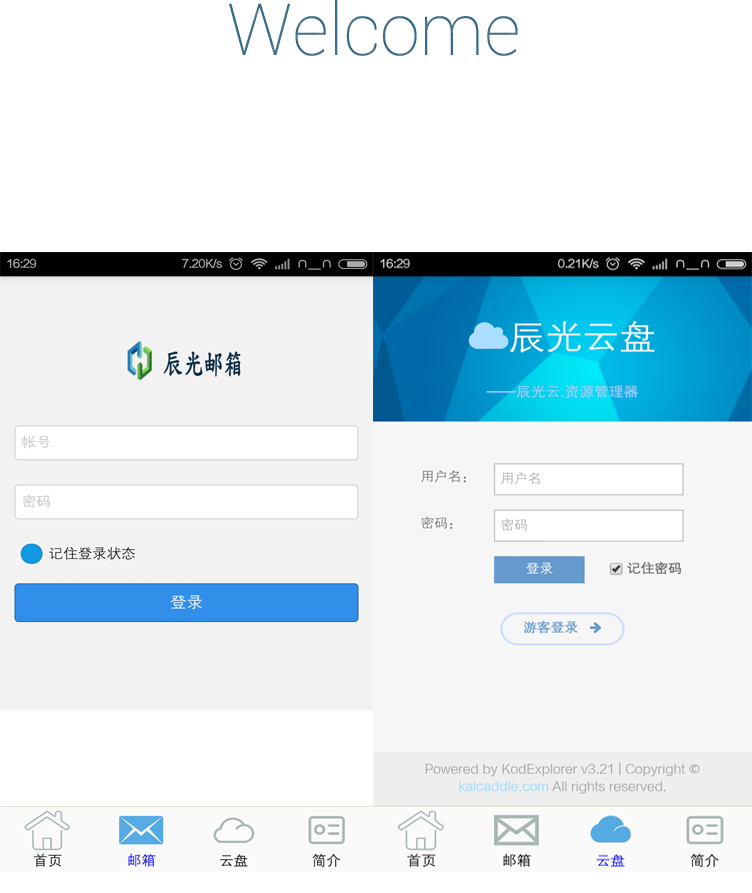 Welcome
16:29 7.20K/s
辰光邮箱
帐号
密码
记住登录状态
登录
首页 邮箱 云盘 简介
16:29 0.21K/s
辰光云盘
——辰光云.资源管理器
用户名： 用户名
密码： 密码
登录 记住密码
游客登录
Powered by KodExplorer v3.21 | Copyright ©
kalcaddle.com All rights reserved.
首页 邮箱 云盘 简介